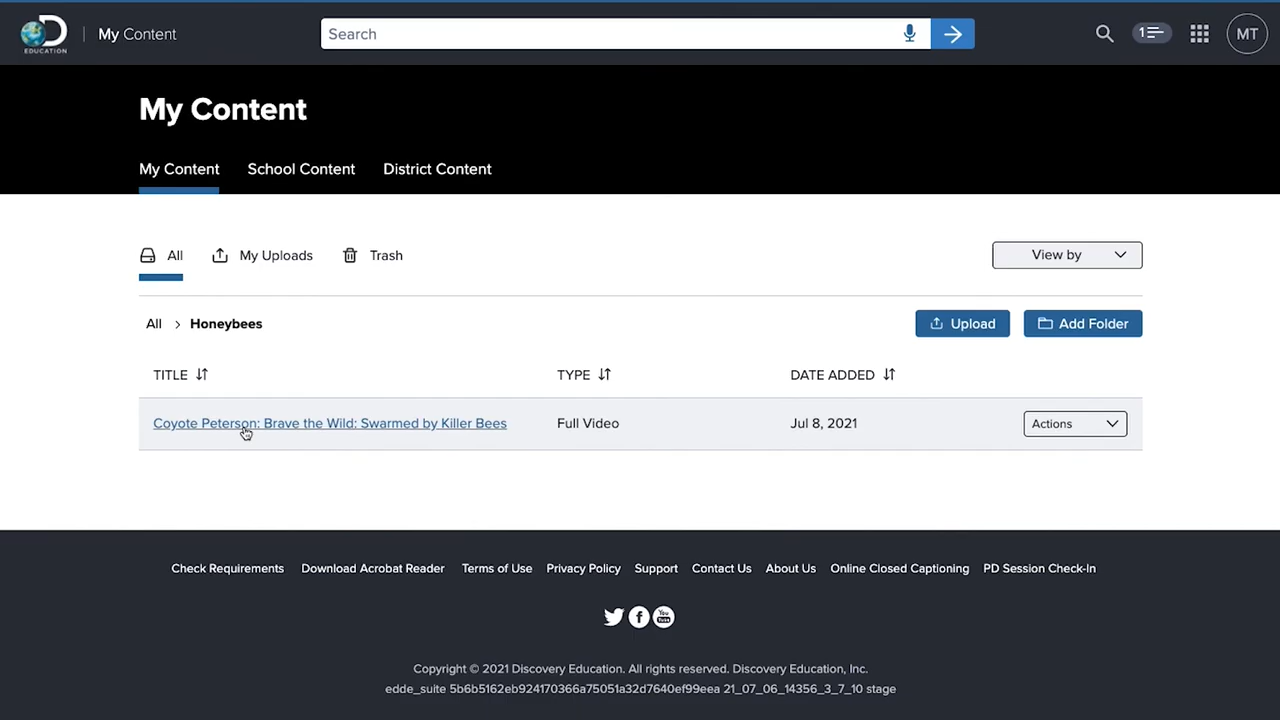 EDUCATION
My Content
Search
1
MT
My Content
My Content School Content District Content
All My Uploads Trash
View by
All > Honeybees
Upload
Add Folder
TITLE TYPE DATE ADDED
Coyote Peterson: Brave the Wild: Swarmed by Killer Bees Full Video Jul 8, 2021 Actions
Check Requirements Download Acrobat Reader Terms of Use Privacy Policy Support Contact Us About Us Online Closed Captioning PD Session Check-In
You Tube
Copyright © 2021 Discovery Education. All rights reserved. Discovery Education, Inc.
edde_suite 5b6b5162eb924170366a75051a32d7640ef99eea 21_07_06_14356_3_7_10 stage